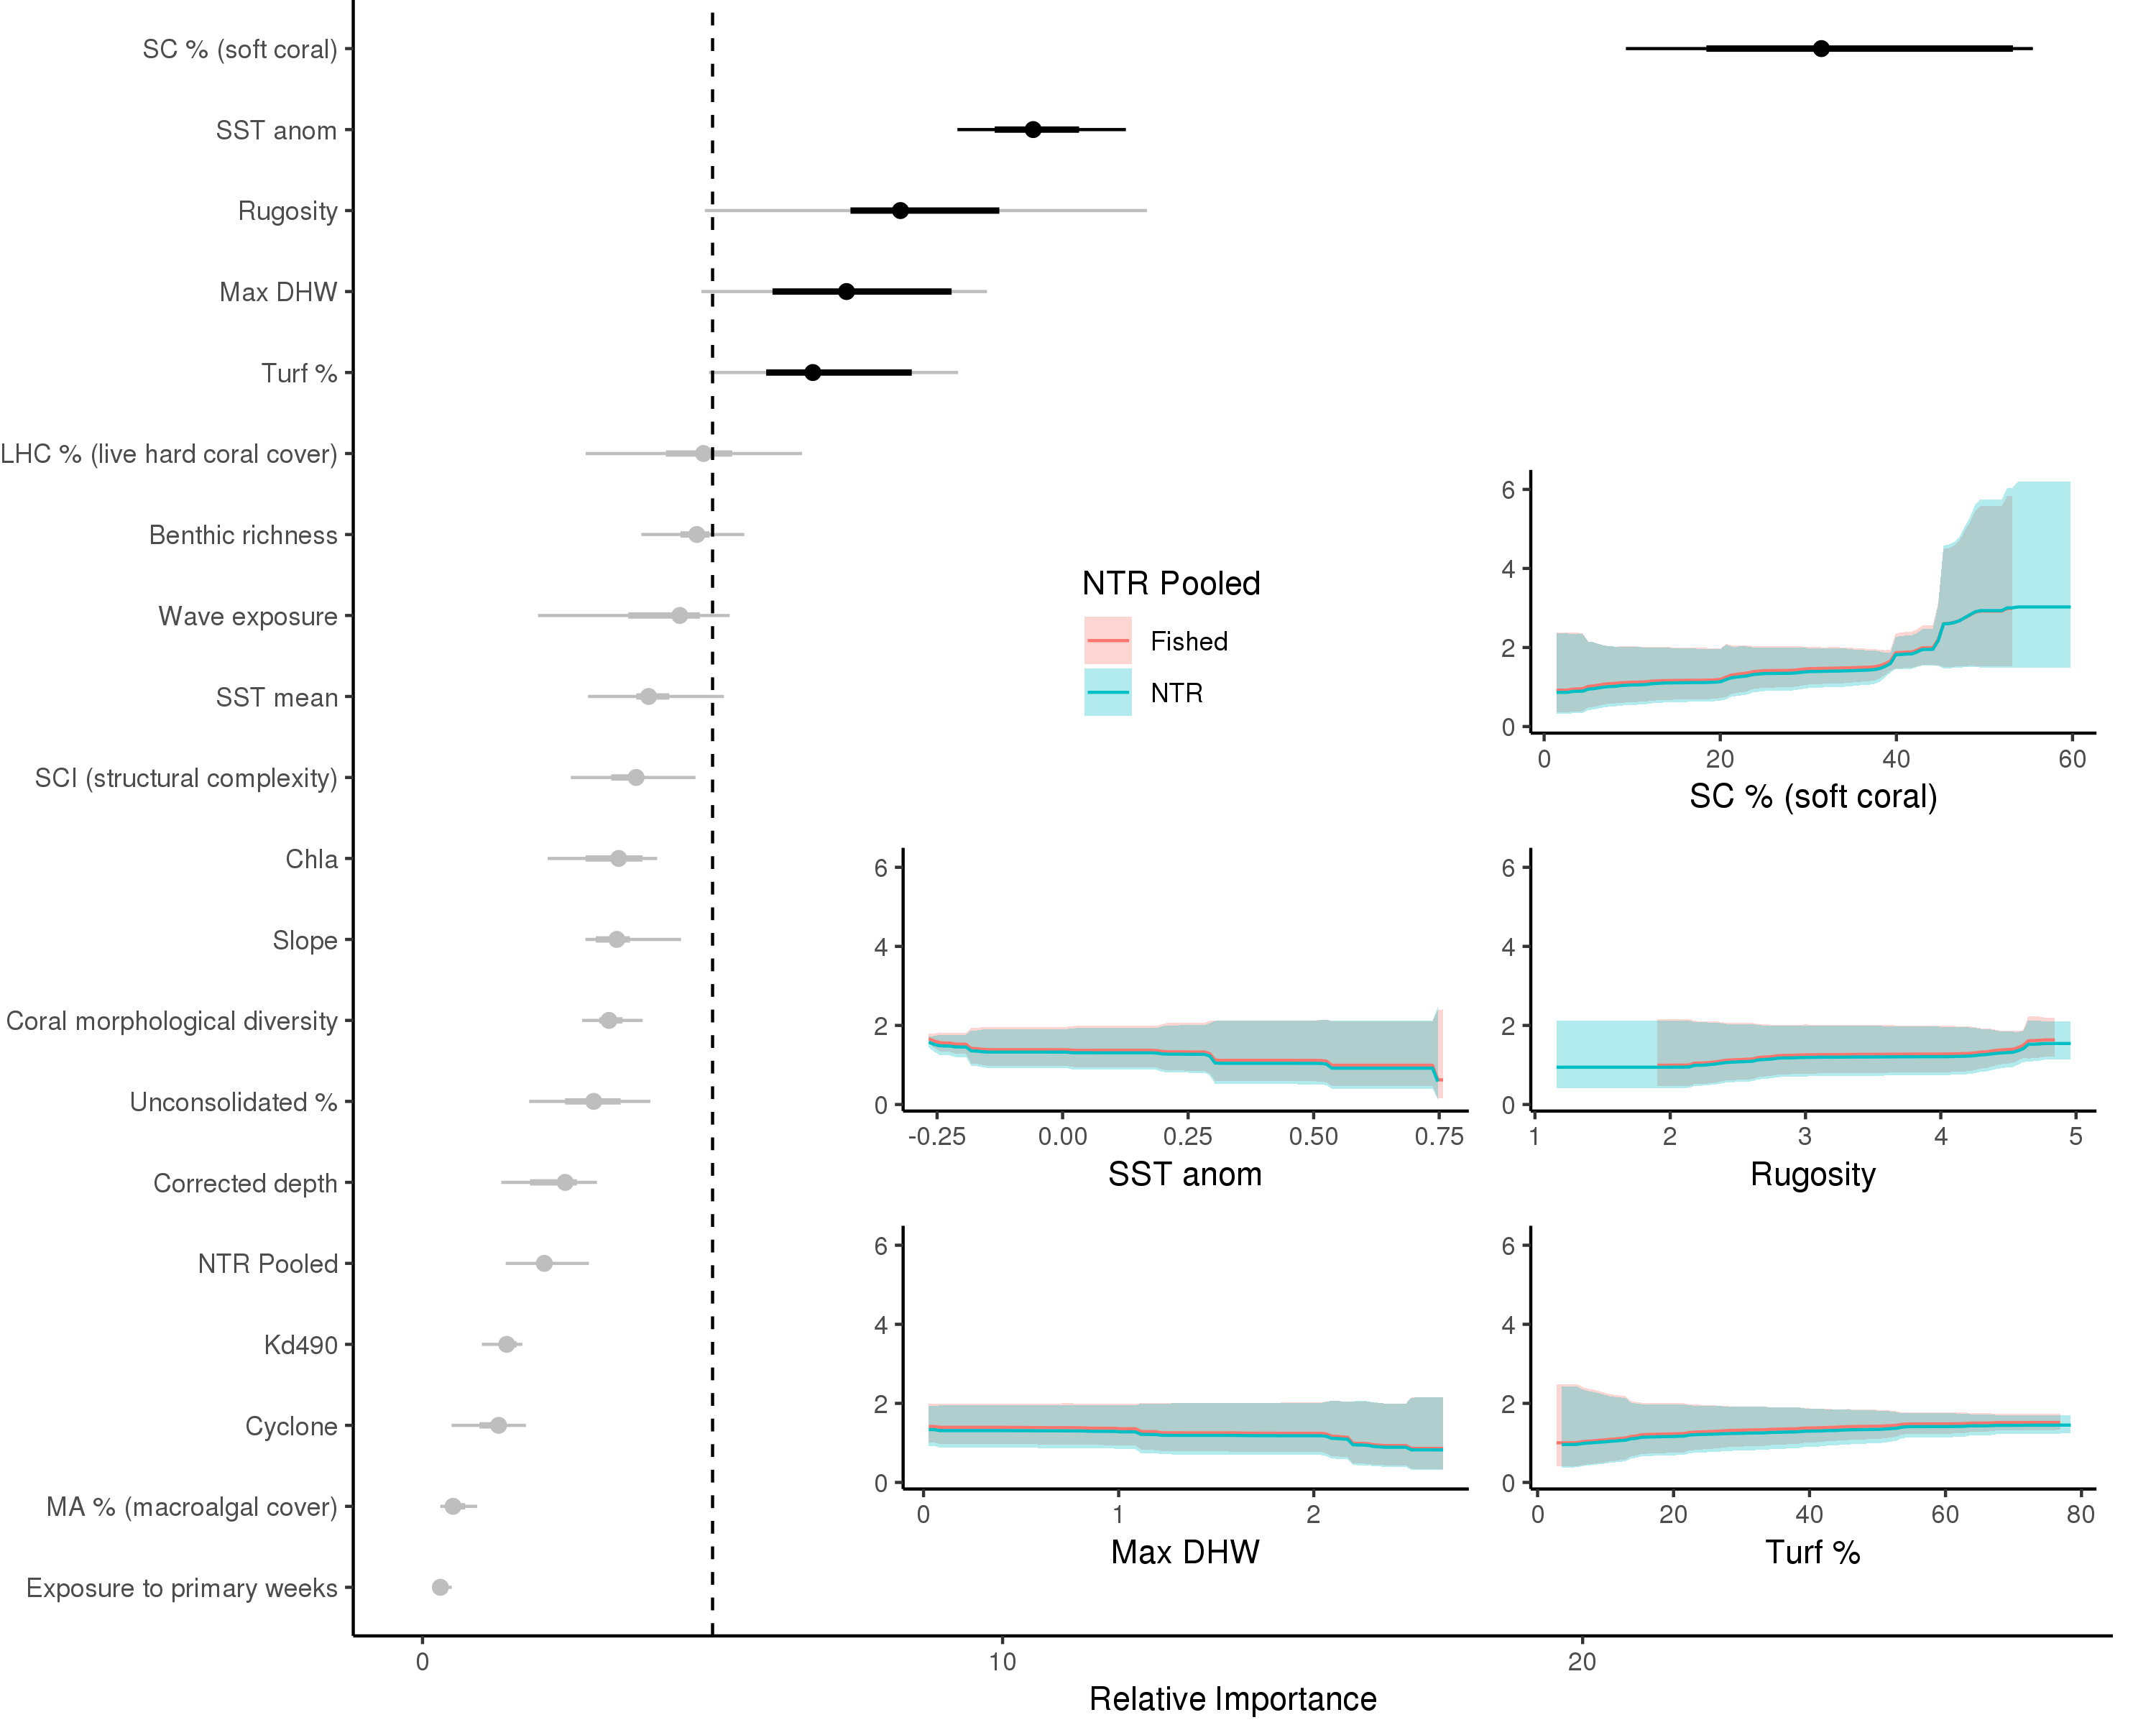 SC % (soft coral)
SST anom
Rugosity
Max DHW
Turf %
LHC % (live hard coral cover)
Benthic richness
Wave exposure
SST mean
SCI (structural complexity)
Chla
Slope
Coral morphological diversity
Unconsolidated %
Corrected depth
NTR Pooled
Kd490
Cyclone
MA % (macroalgal cover)
Exposure to primary weeks
0 10 20
Relative Importance
NTR Pooled
Fished
NTR
6
4
2
0
0 20 40 60
SC % (soft coral)
6
4
2
0
-0.25 0.00 0.25 0.50 0.75
SST anom
6
4
2
0
1 2 3 4 5
Rugosity
6
4
2
0
0 1 2
Max DHW
6
4
2
0
0 20 40 60 80
Turf %